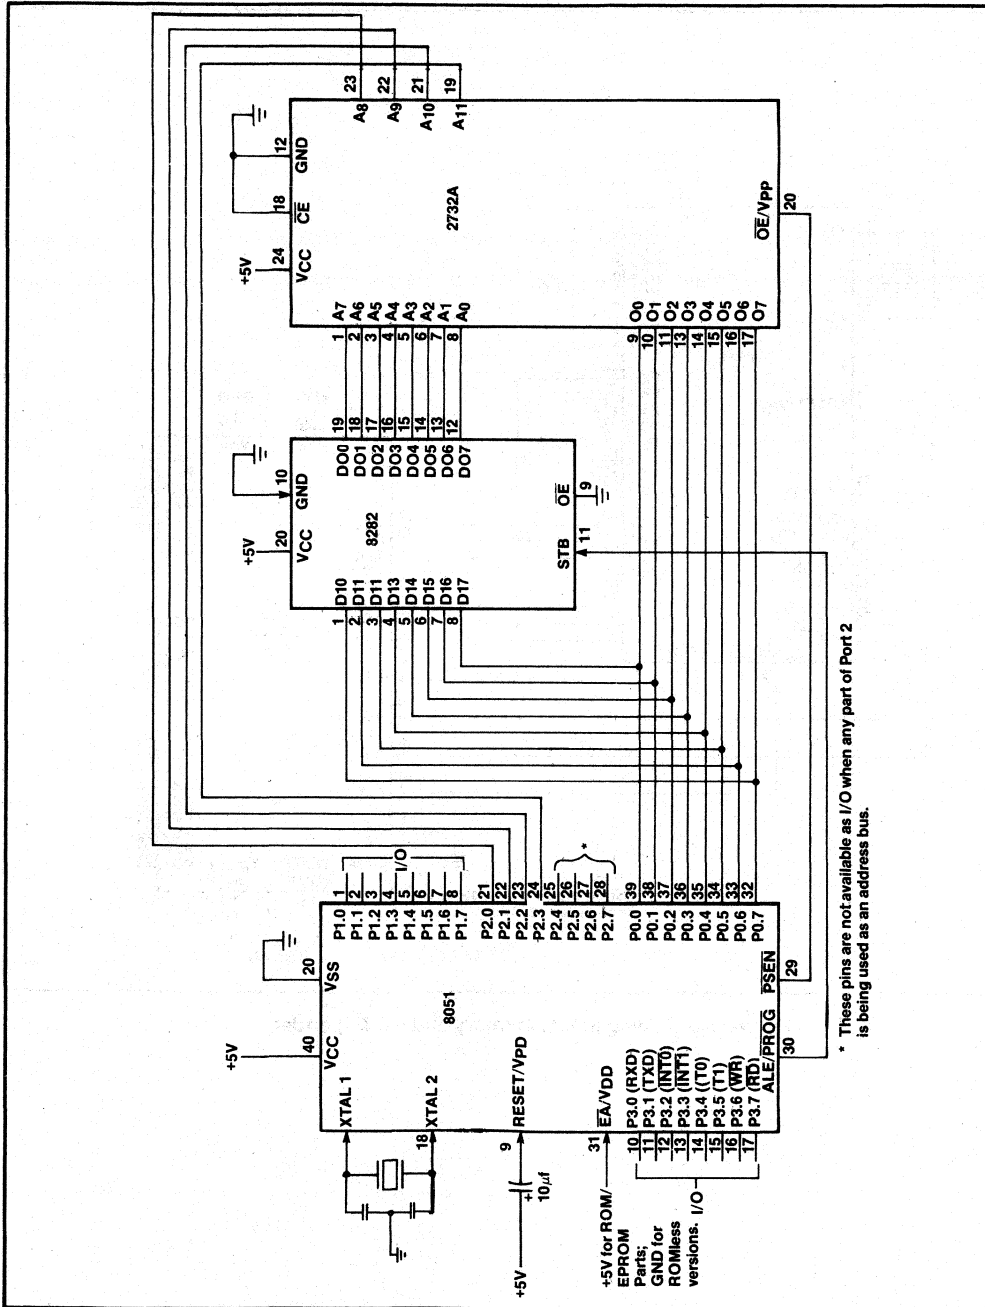 +5V
40
VCC
20
VSS
XTAL 1
18
XTAL 2
8051
+5V
+
10µf
9
RESET/VPD
+5V for ROM/
EPROM
Parts;
GND for
ROMless
versions.
31
EA/VDD
I/O
10 P3.0 (RXD)
11 P3.1 (TXD)
12 P3.2 (INT0)
13 P3.3 (INT1)
14 P3.4 ((T0)
15 P3.5 (T1)
16 P3.6 (WR)
17 P3.7 (RD)
ALE/PROG
30
PSEN
29
P1.0 1
P1.1 2
P1.2 3
P1.3 4
P1.4 5
P1.5 6
P1.6 7
P1.7 8
I/O
P2.0 21
P2.1 22
P2.2 23
P2.3 24
P2.4 25
P2.5 26
P2.6 27
P2.7 28
*
P0.0 39
P0.1 38
P0.2 37
P0.3 36
P0.4 35
P0.5 34
P0.6 33
P0.7 32
+5V
20
VCC
10
GND
8282
1 D10
2 D11
3 D11
4 D13
5 D14
6 D15
7 D16
8 D17
DO0 19
DO1 18
DO2 17
DO3 16
DO4 15
DO5 14
DO6 13
DO7 12
STB
11
OE
9
+5V
24
VCC
18
CE
12
GND
2732A
1 A7
2 A6
3 A5
4 A4
5 A3
6 A2
7 A1
8 A0
A8 23
A9 22
A10 21
A11 19
9 O0
10 O1
11 O2
13 O3
14 O4
15 O5
16 O6
17 O7
OE/Vpp
20
* These pins are not available as I/O when any part of Port 2
is being used as an address bus.